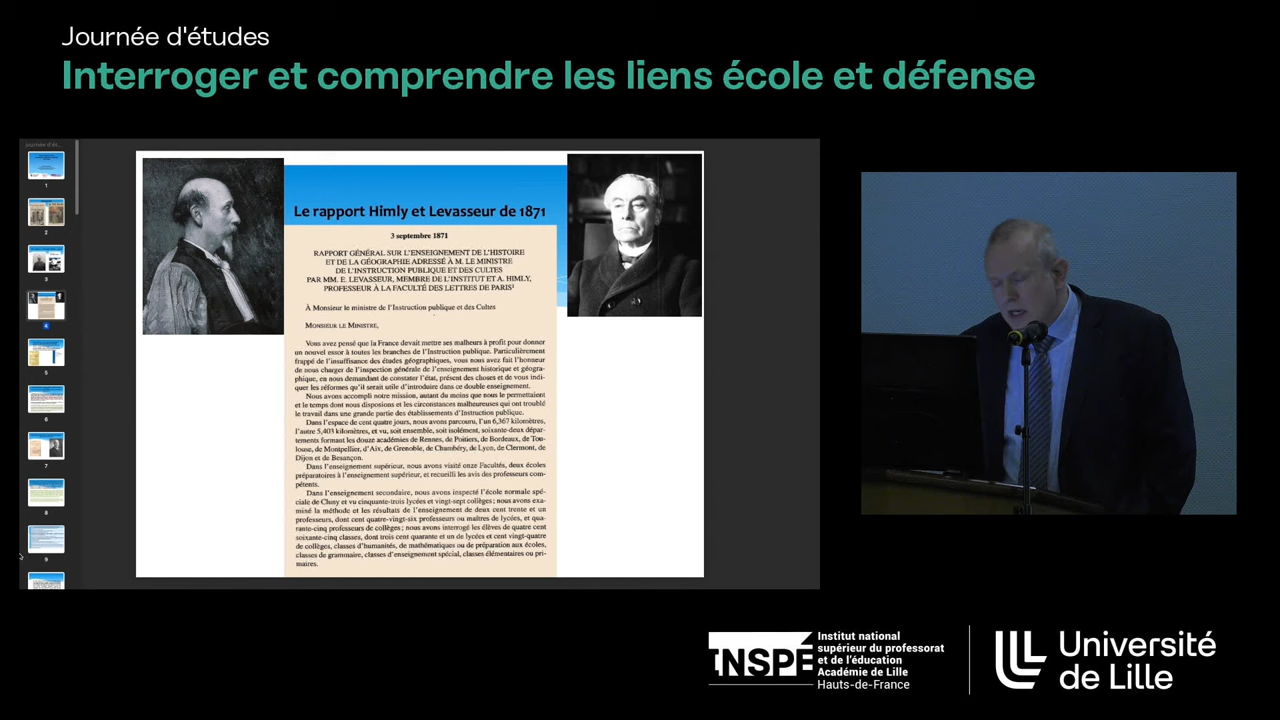 Journée d'études
Interroger et comprendre les liens école et défense
1
2
3
4
5
6
7
8
9
Le rapport Himly et Levasseur de 1871
3 septembre 1871
RAPPORT GÉNÉRAL SUR L'ENSEIGNEMENT DE L'HISTOIRE
ET DE LA GÉOGRAPHIE ADRESSÉ À M. LE MINISTRE
DE L'INSTRUCTION PUBLIQUE ET DES CULTES
PAR MM. E. LEVASSEUR, MEMBRE DE L'INSTITUT ET A. HIMLY,
PROFESSEUR À LA FACULTÉ DES LETTRES DE PARIS¹
À Monsieur le ministre de l'Instruction publique et des Cultes
MONSIEUR LE MINISTRE,
Vous avez pensé que la France devait mettre ses malheurs à profit pour donner
un nouvel essor à toutes les branches de l'Instruction publique. Particulièrement
frappé de l'insuffisance des études géographiques, vous nous avez fait l'honneur
de nous charger de l'inspection générale de l'enseignement historique et géogra-
phique, en nous demandant de constater l'état, présent des choses et de vous indi-
quer les réformes qu'il serait utile d'introduire dans ce double enseignement.
Nous avons accompli notre mission, autant du moins que nous le permettaient
et le temps dont nous disposions et les circonstances malheureuses qui ont troublé
le travail dans une grande partie des établissements d'Instruction publique.
Dans l'espace de cent quatre jours, nous avons parcouru, l'un 6,367 kilomètres,
l'autre 5,403 kilomètres, et vu, soit ensemble, soit isolément, soixante-deux dépar-
tements formant les douze académies de Rennes, de Poitiers, de Bordeaux, de Tou-
louse, de Montpellier, d'Aix, de Grenoble, de Chambéry, de Lyon, de Clermont, de
Dijon et de Besançon.
Dans l'enseignement supérieur, nous avons visité onze Facultés, deux écoles
préparatoires à l'enseignement supérieur, et recueilli les avis des professeurs com-
pétents.
Dans l'enseignement secondaire, nous avons inspecté l'école normale spé-
ciale de Cluny et vu cinquante-trois lycées et vingt-sept collèges ; nous avons exa-
miné la méthode et les résultats de l'enseignement de deux cent trente et un
professeurs, dont cent quatre-vingt-six professeurs ou maîtres de lycées, et qua-
rante-cinq professeurs de collèges ; nous avons interrogé les élèves de quatre cent
soixante-cinq classes, dont trois cent quarante et un de lycées et cent vingt-quatre
de collèges, classes d'humanités, de mathématiques ou de préparation aux écoles,
classes de grammaire, classes d'enseignement spécial, classes élémentaires ou pri-
maires.
INSPÉ
Institut national
supérieur du professorat
et de l'éducation
Académie de Lille
Hauts-de-France
Université
de Lille